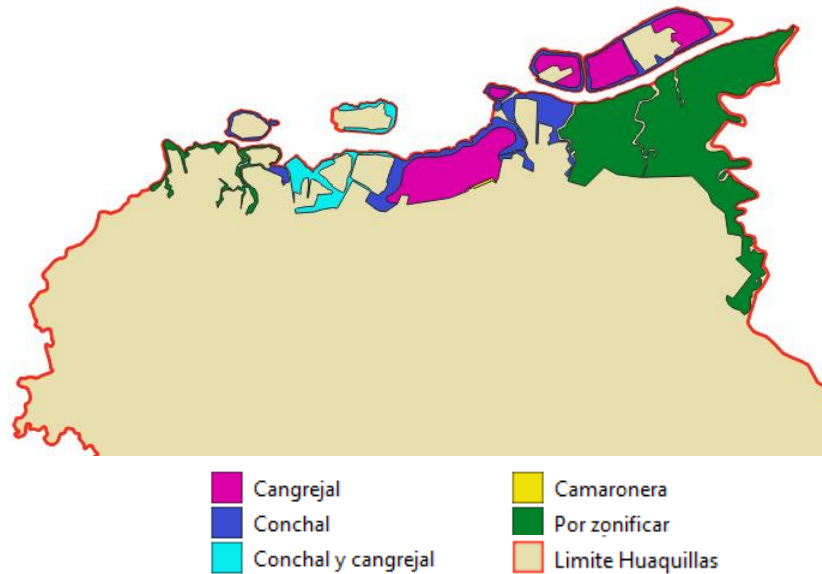 Cangrejal
Conchal
Conchal y cangrejal
Camaronera
Por zonificar
Limite Huaquillas